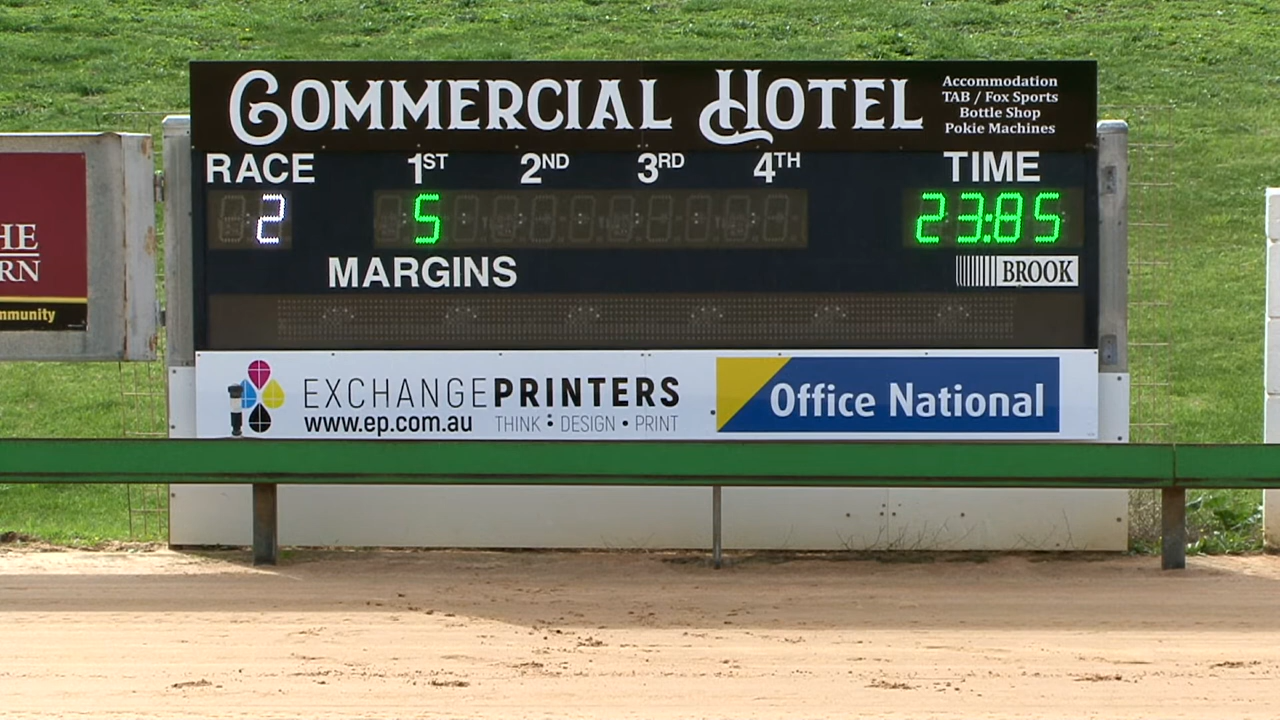 COMMERCIAL HOTEL
Accommodation
TAB / Fox Sports
Bottle Shop
Pokie Machines
RACE 1ST 2ND 3RD 4TH TIME
2 5 23:85
MARGINS
BROOK
HE
RN
mmunity
EXCHANGEPRINTERS
www.ep.com.au THINK : DESIGN • PRINT
Office National